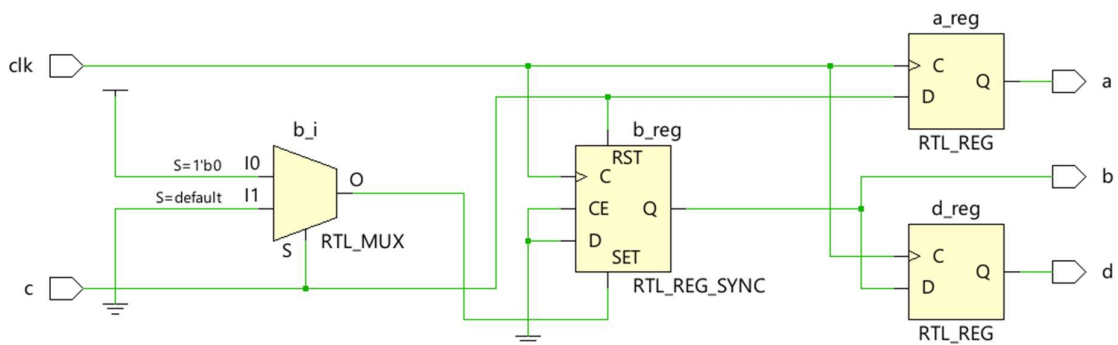 a_reg
clk
C
Q
a
D
b_i
b_reg
RTL_REG
S=1'b0
I0
RST
O
C
b
S=default
I1
CE
Q
d_reg
D
S
RTL_MUX
SET
C
Q
d
c
RTL_REG_SYNC
D
RTL_REG